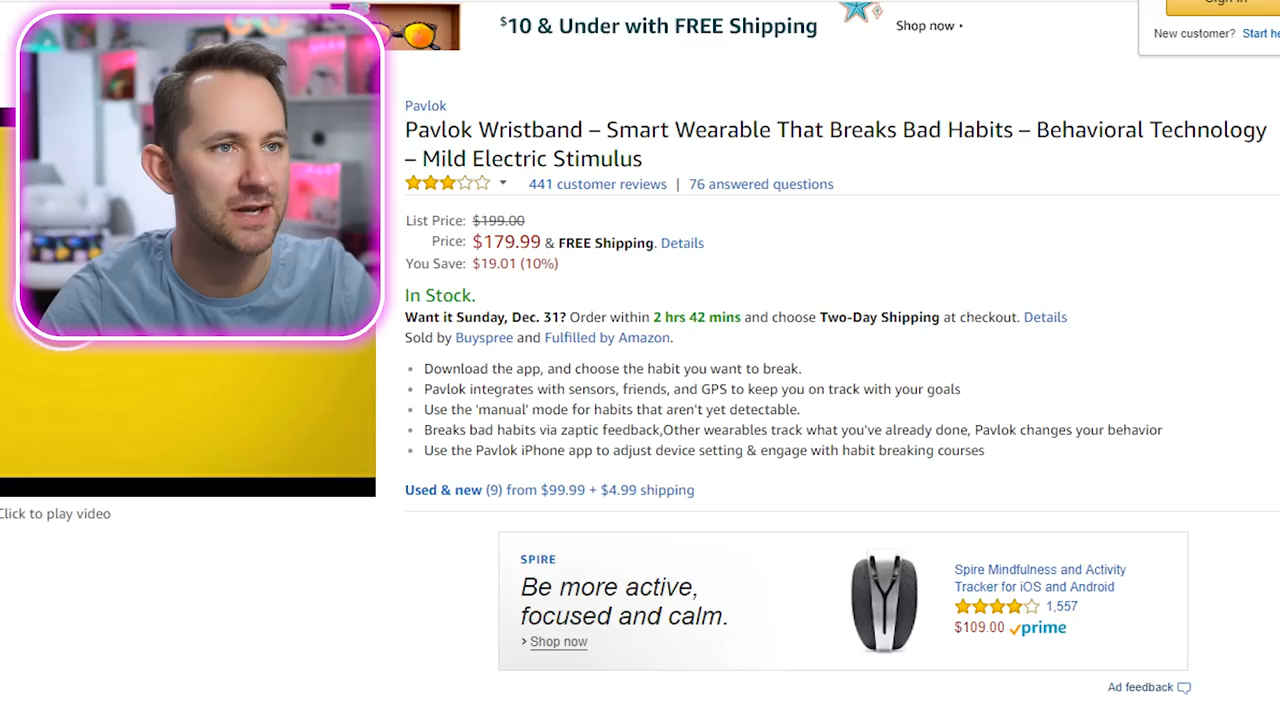 Sign in
$10 & Under with FREE Shipping
Shop now
New customer? Start he
Pavlok
Pavlok Wristband – Smart Wearable That Breaks Bad Habits – Behavioral Technology
– Mild Electric Stimulus
441 customer reviews | 76 answered questions
List Price: $199.00
Price: $179.99 & FREE Shipping. Details
You Save: $19.01 (10%)
In Stock.
Want it Sunday, Dec. 31? Order within 2 hrs 42 mins and choose Two-Day Shipping at checkout. Details
Sold by Buyspree and Fulfilled by Amazon.
• Download the app, and choose the habit you want to break.
• Pavlok integrates with sensors, friends, and GPS to keep you on track with your goals
• Use the 'manual' mode for habits that aren't yet detectable.
• Breaks bad habits via zaptic feedback,Other wearables track what you've already done, Pavlok changes your behavior
• Use the Pavlok iPhone app to adjust device setting & engage with habit breaking courses
Used & new (9) from $99.99 + $4.99 shipping
Click to play video
SPIRE
Be more active,
focused and calm.
› Shop now
Spire Mindfulness and Activity
Tracker for iOS and Android
1,557
$109.00 prime
Ad feedback